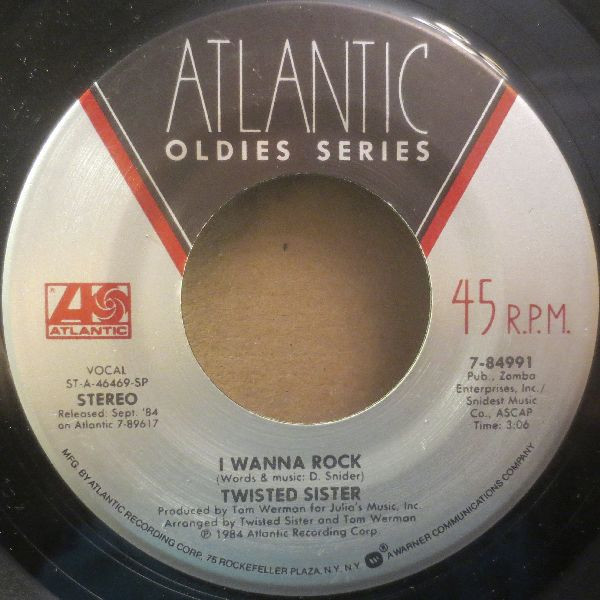 ATLANTIC
OLDIES SERIES
ATLANTIC
45 R.P.M.
VOCAL
ST-A-46469-SP
STEREO
Released: Sept. '84
on Atlantic 7-89617
7-84991
Pub., Zomba
Enterprises, Inc./
Snidest Music
Co., ASCAP
Time: 3:06
I WANNA ROCK
(Words & music: D. Snider)
TWISTED SISTER
Produced by Tom Werman for Julia's Music, Inc.
Arranged by Twisted Sister and Tom Werman
℗ 1984 Atlantic Recording Corp.
MFG. BY ATLANTIC RECORDING CORP., 75 ROCKEFELLER PLAZA, N.Y., N.Y. A WARNER COMMUNICATIONS COMPANY